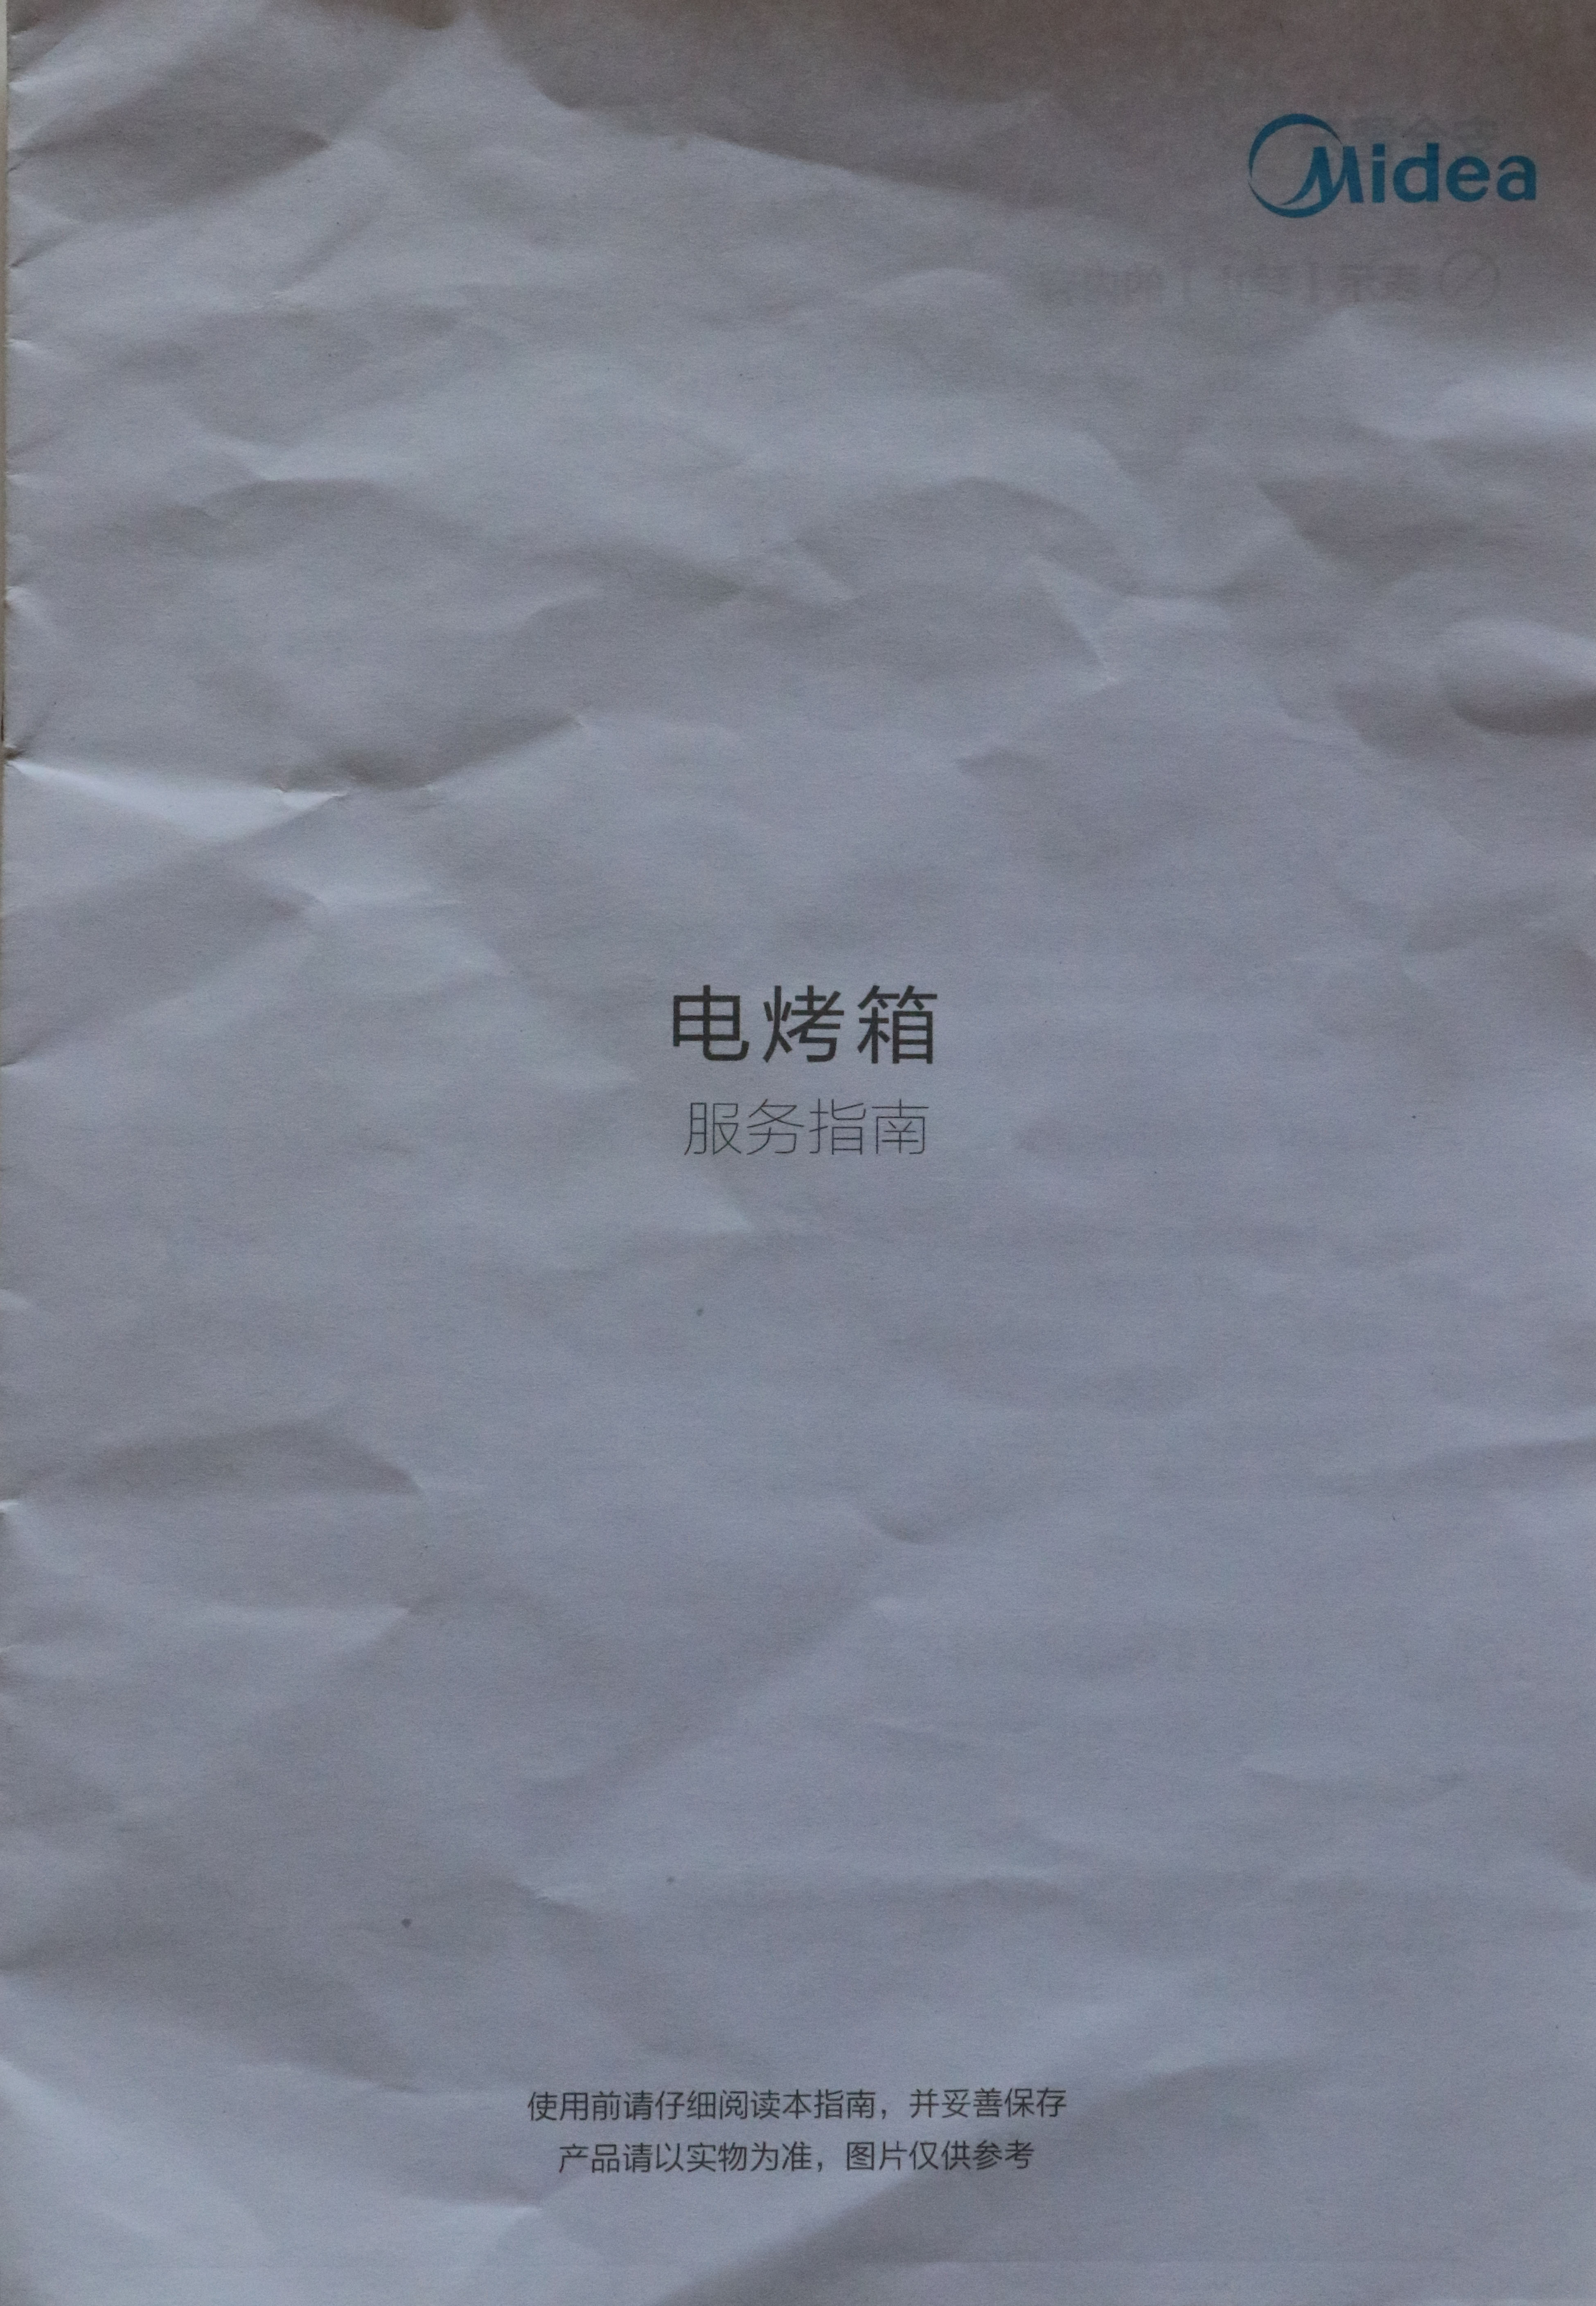 Midea
电烤箱
服务指南
使用前请仔细阅读本指南，并妥善保存
产品请以实物为准，图片仅供参考